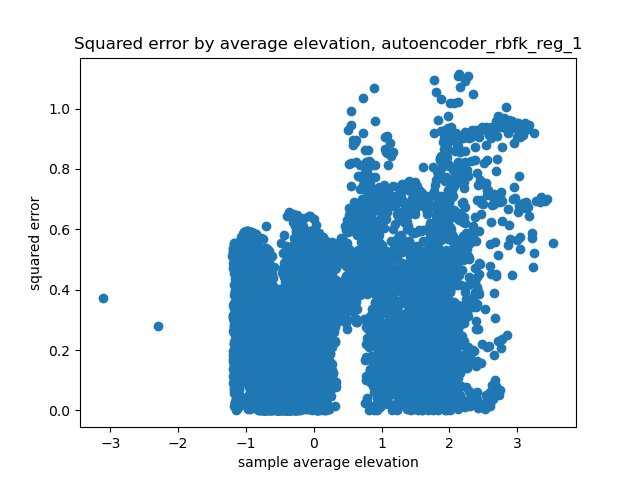 Squared error by average elevation, autoencoder_rbfk_reg_1
squared error
1.0
0.8
0.6
0.4
0.2
0.0
−3 −2 −1 0 1 2 3
sample average elevation